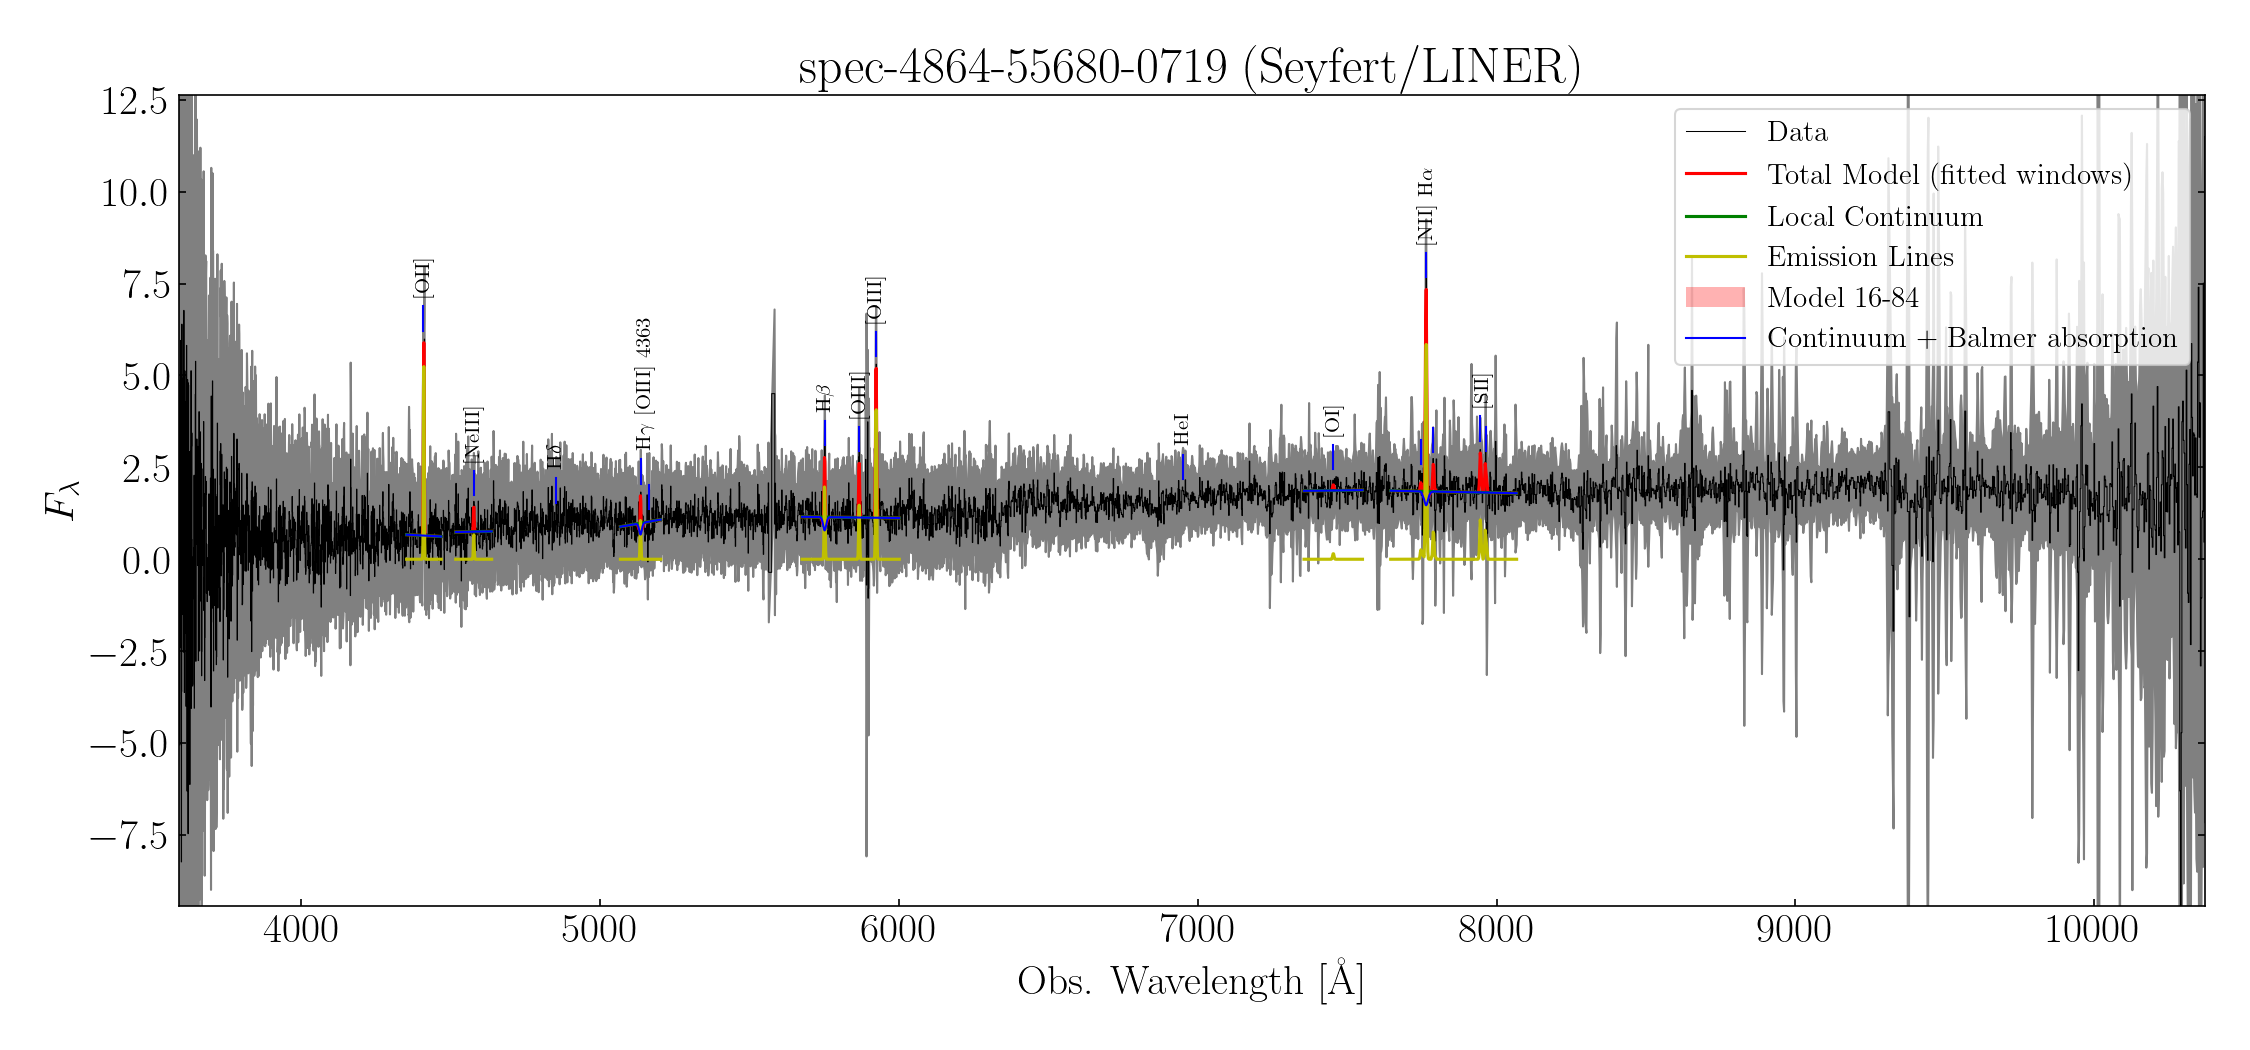 spec-4864-55680-0719 (Seyfert/LINER)
12.5
10.0
7.5
5.0
2.5
0.0
−2.5
−5.0
−7.5
F_λ
[OII]
[NeIII]
Hδ
Hγ [OIII] 4363
Hβ
[OIII]
[OIII]
HeI
[OI]
[NII] Hα
[SII]
Data
Total Model (fitted windows)
Local Continuum
Emission Lines
Model 16-84
Continuum + Balmer absorption
4000 5000 6000 7000 8000 9000 10000
Obs. Wavelength [Å]